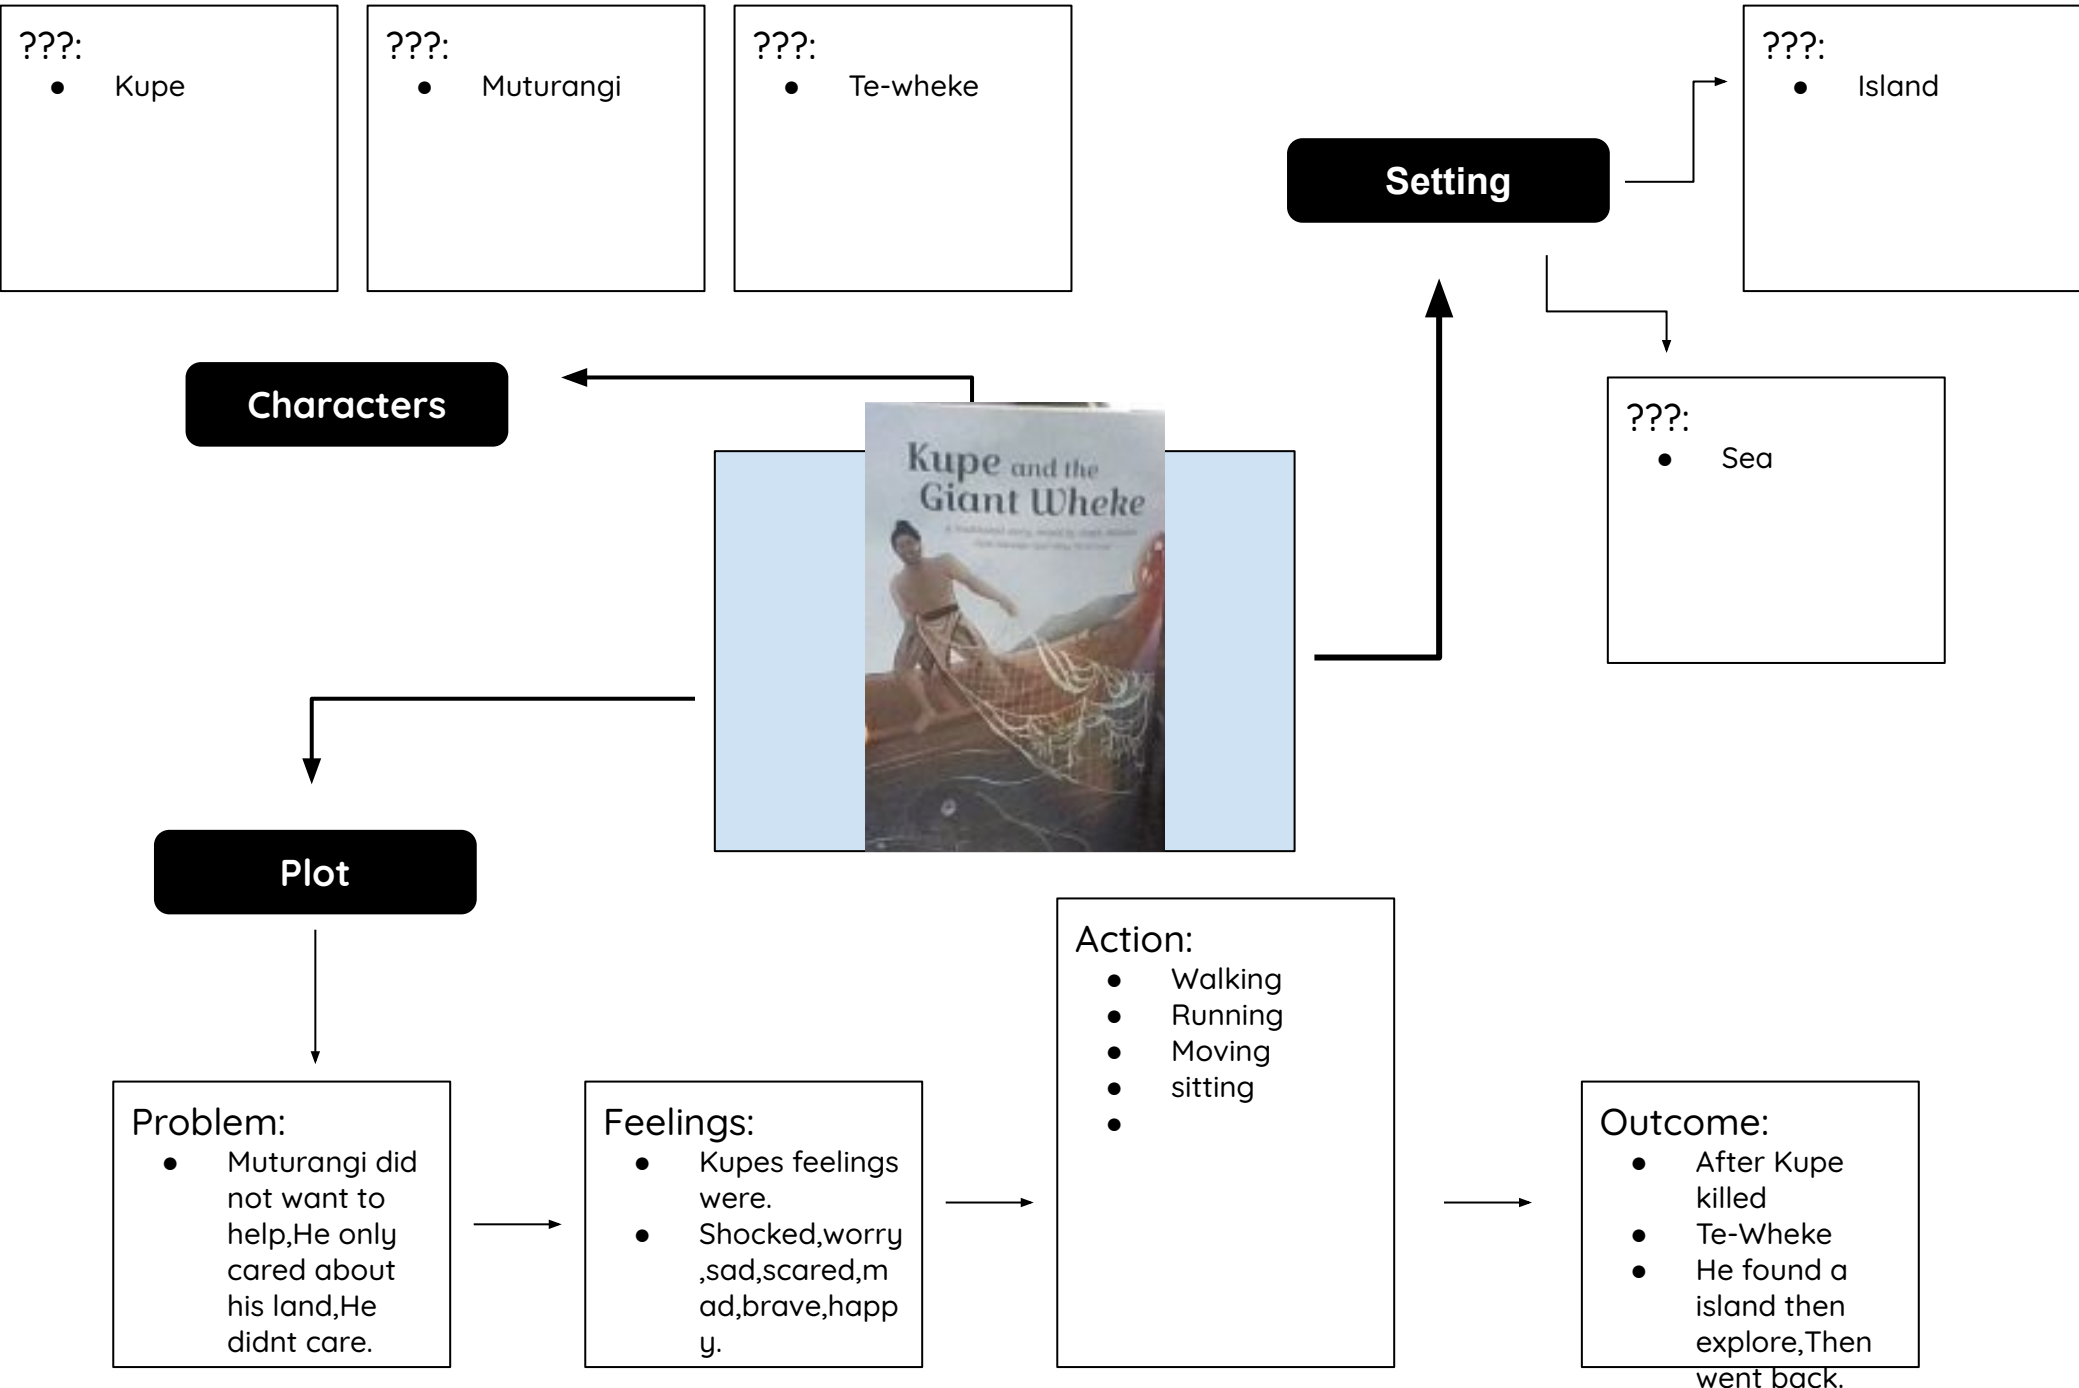 ???:
● Kupe
???:
● Muturangi
???:
● Te-wheke
Setting
???:
● Island
???:
● Sea
Characters
Kupe and the
Giant Wheke
Plot
Problem:
● Muturangi did
not want to
help,He only
cared about
his land,He
didnt care.
Feelings:
● Kupes feelings
were.
● Shocked,worry
,sad,scared,m
ad,brave,happ
y.
Action:
● Walking
● Running
● Moving
● sitting
●
Outcome:
● After Kupe
killed
● Te-Wheke
● He found a
island then
explore,Then
went back.